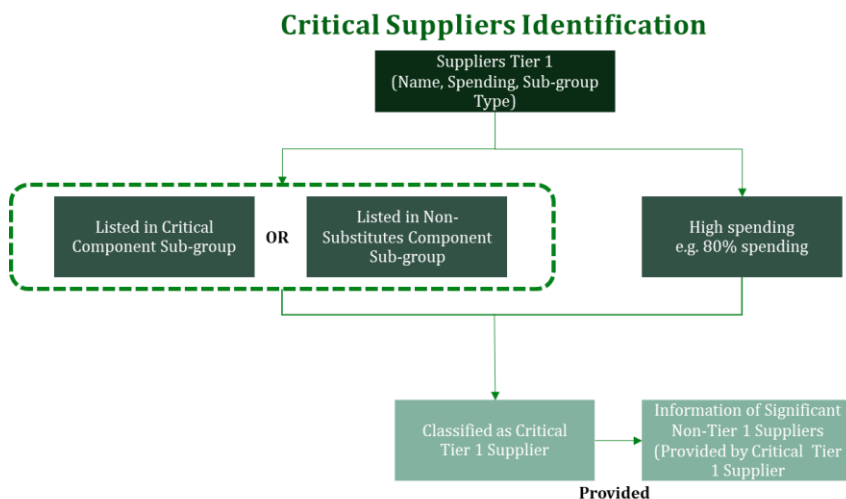 Critical Suppliers Identification
Suppliers Tier 1
(Name, Spending, Sub-group
Type)
Listed in Critical
Component Sub-group
OR
Listed in Non-
Substitutes Component
Sub-group
High spending
e.g. 80% spending
Classified as Critical
Tier 1 Supplier
Provided
Information of Significant
Non-Tier 1 Suppliers
(Provided by Critical Tier
1 Supplier